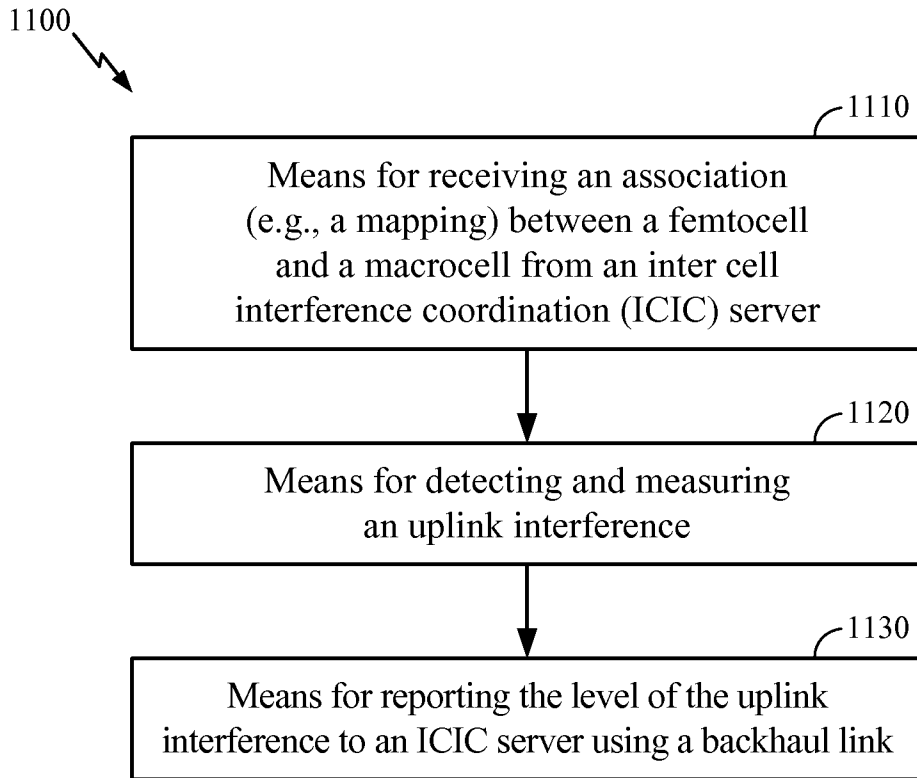 1100
1110
Means for receiving an association
(e.g., a mapping) between a femtocell
and a macrocell from an inter cell
interference coordination (ICIC) server
1120
Means for detecting and measuring
an uplink interference
1130
Means for reporting the level of the uplink
interference to an ICIC server using a backhaul link